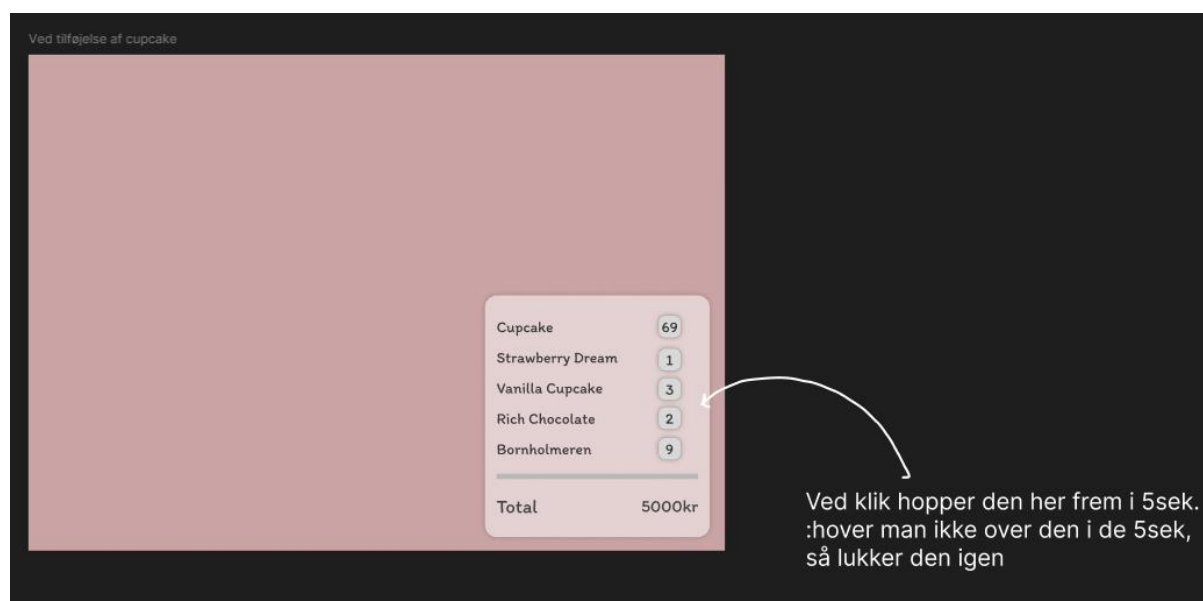 Ved tilføjelse af cupcake
Cupcake 69
Strawberry Dream 1
Vanilla Cupcake 3
Rich Chocolate 2
Bornholmeren 9
Total 5000kr
Ved klik hopper den her frem i 5sek.
:hover man ikke over den i de 5sek,
så lukker den igen